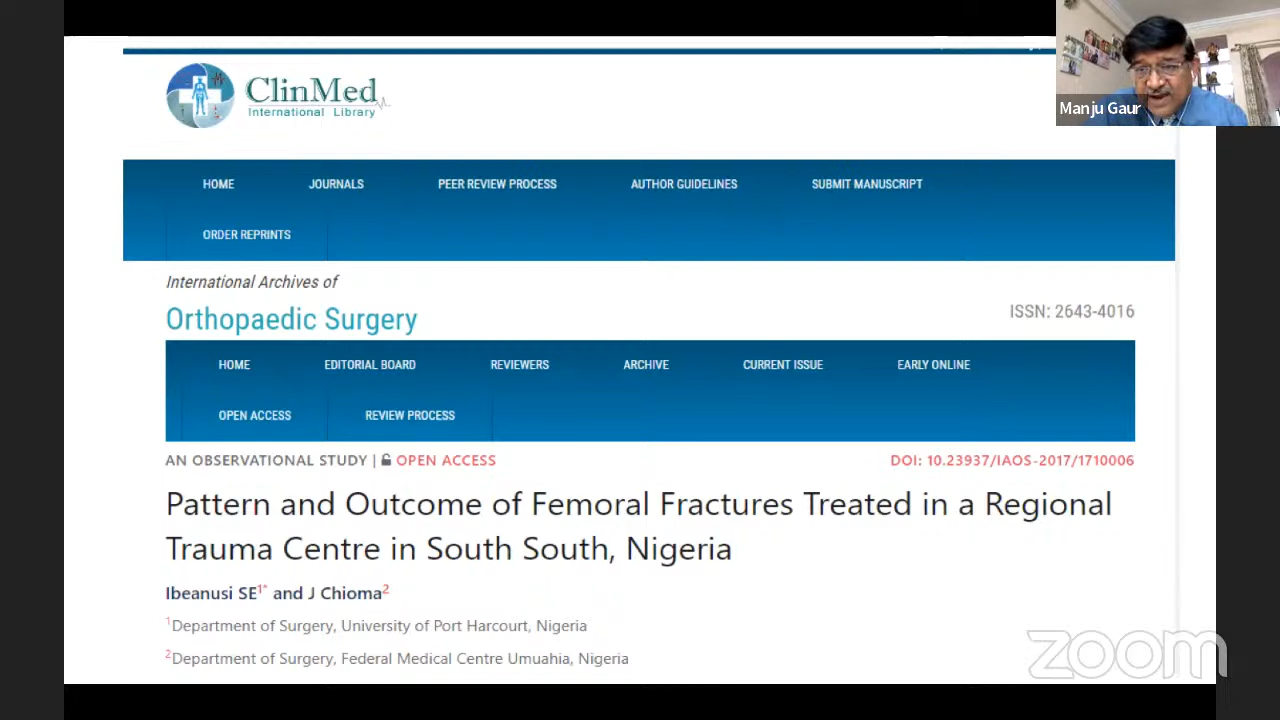 ClinMed
International Library
Manju Gaur
HOME JOURNALS PEER REVIEW PROCESS AUTHOR GUIDELINES SUBMIT MANUSCRIPT
ORDER REPRINTS
International Archives of
Orthopaedic Surgery
ISSN: 2643-4016
HOME EDITORIAL BOARD REVIEWERS ARCHIVE CURRENT ISSUE EARLY ONLINE
OPEN ACCESS REVIEW PROCESS
AN OBSERVATIONAL STUDY | OPEN ACCESS DOI: 10.23937/IAOS-2017/1710006
Pattern and Outcome of Femoral Fractures Treated in a Regional
Trauma Centre in South South, Nigeria
Ibeanusi SE1* and J Chioma2
1Department of Surgery, University of Port Harcourt, Nigeria
2Department of Surgery, Federal Medical Centre Umuahia, Nigeria
zoom